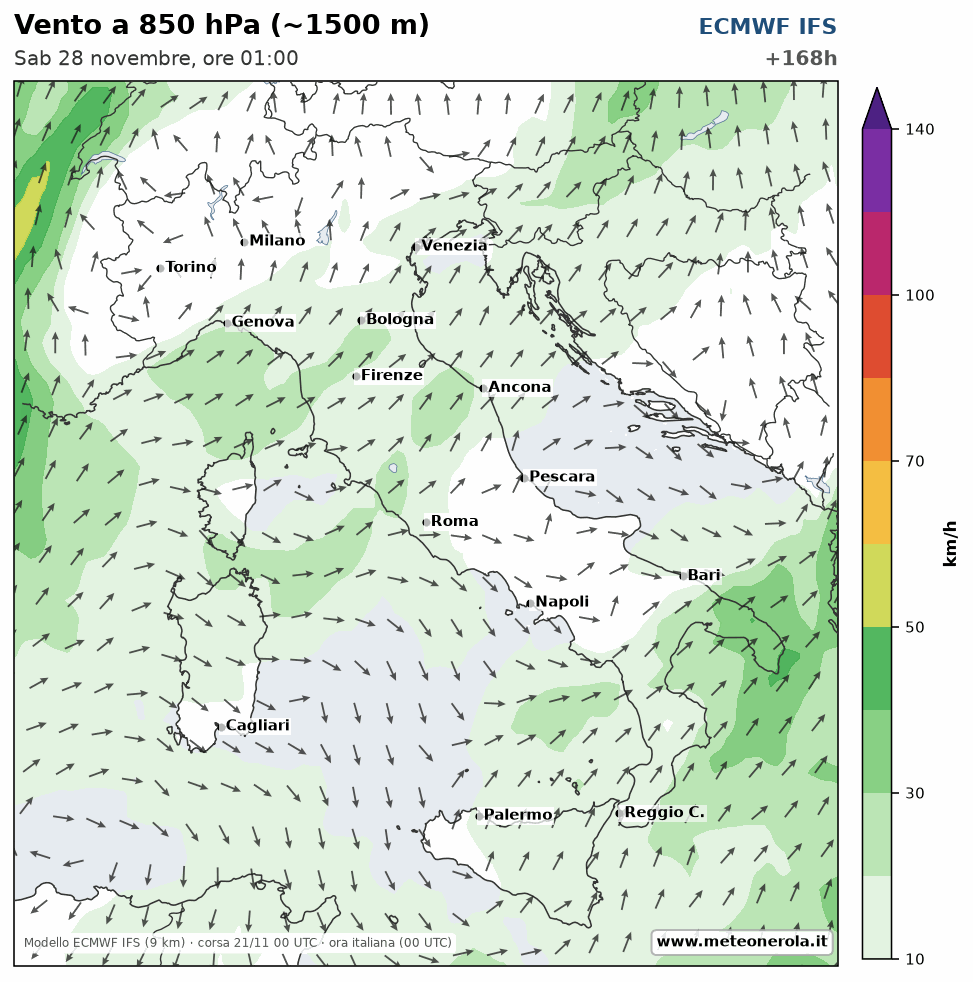 Vento a 850 hPa (~1500 m)
ECMWF IFS
Sab 28 novembre, ore 01:00
+168h
140
100
70
50
30
10
km/h
Milano
Venezia
Torino
Genova
Bologna
Firenze
Ancona
Pescara
Roma
Bari
Napoli
Cagliari
Palermo
Reggio C.
Modello ECMWF IFS (9 km) · corsa 21/11 00 UTC · ora italiana (00 UTC)
www.meteonerola.it